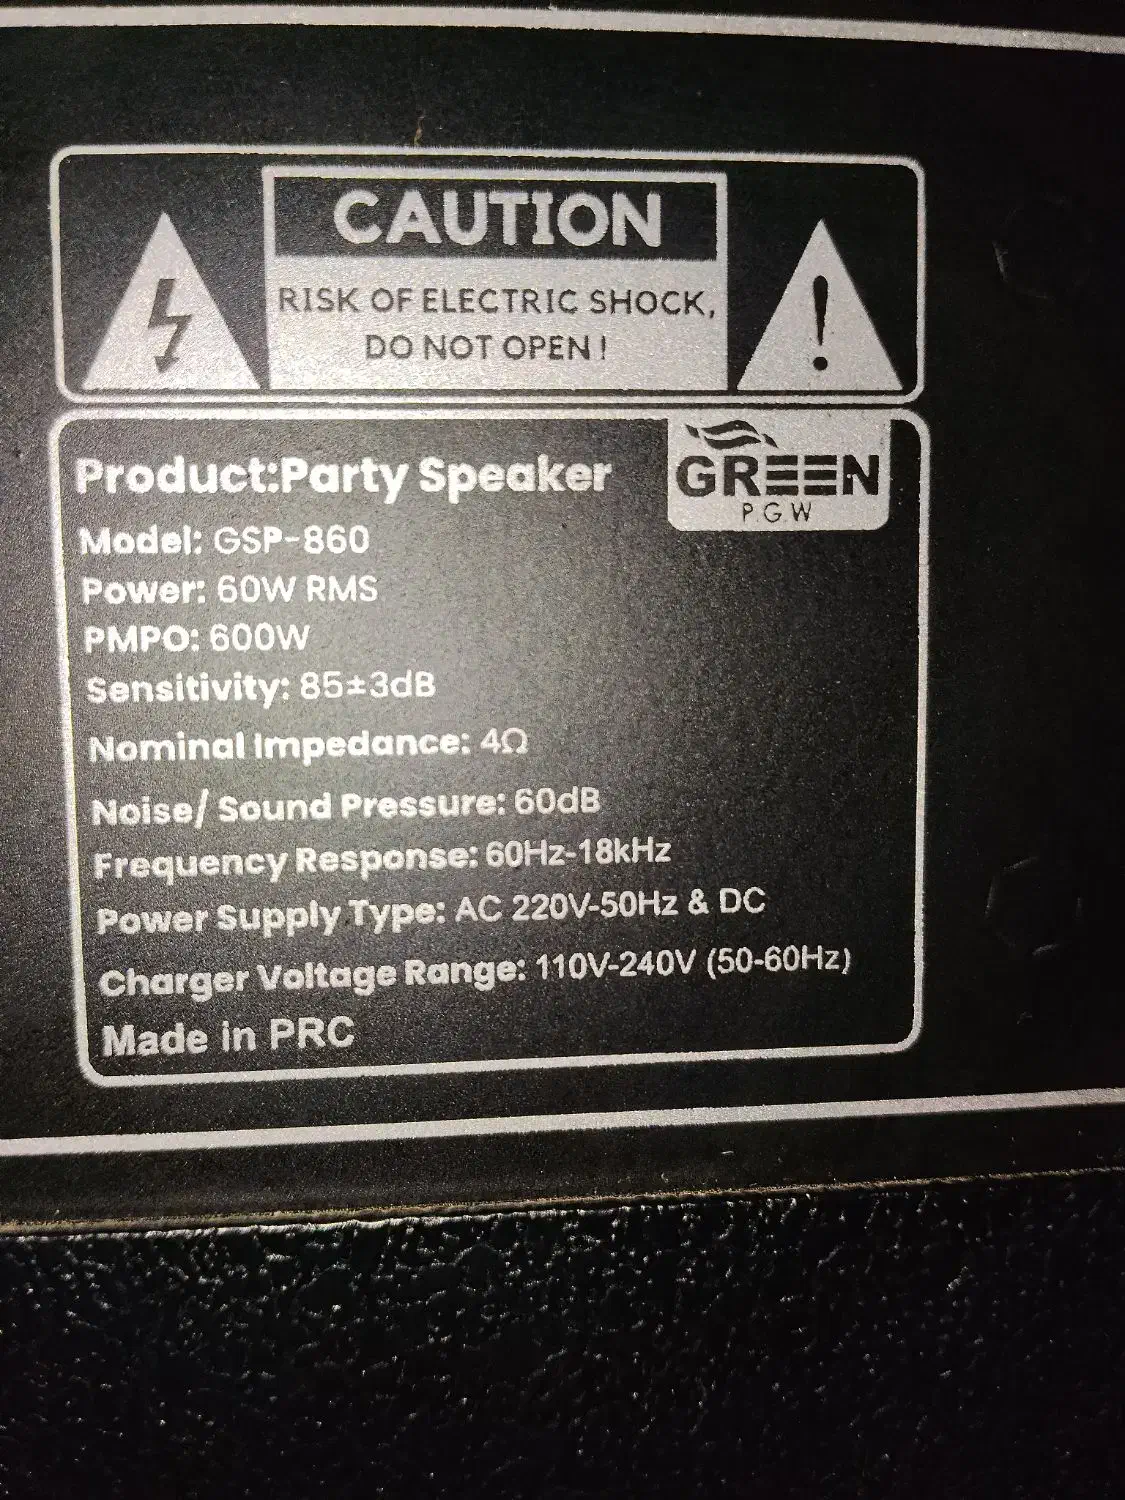 CAUTION
RISK OF ELECTRIC SHOCK,
DO NOT OPEN !
GREEN
P.G.W
Product:Party Speaker
Model: GSP-860
Power: 60W RMS
PMPO: 600W
Sensitivity: 85±3dB
Nominal Impedance: 4Ω
Noise/ Sound Pressure: 60dB
Frequency Response: 60Hz-18kHz
Power Supply Type: AC 220V-50Hz & DC
Charger Voltage Range: 110V-240V (50-60Hz)
Made in PRC